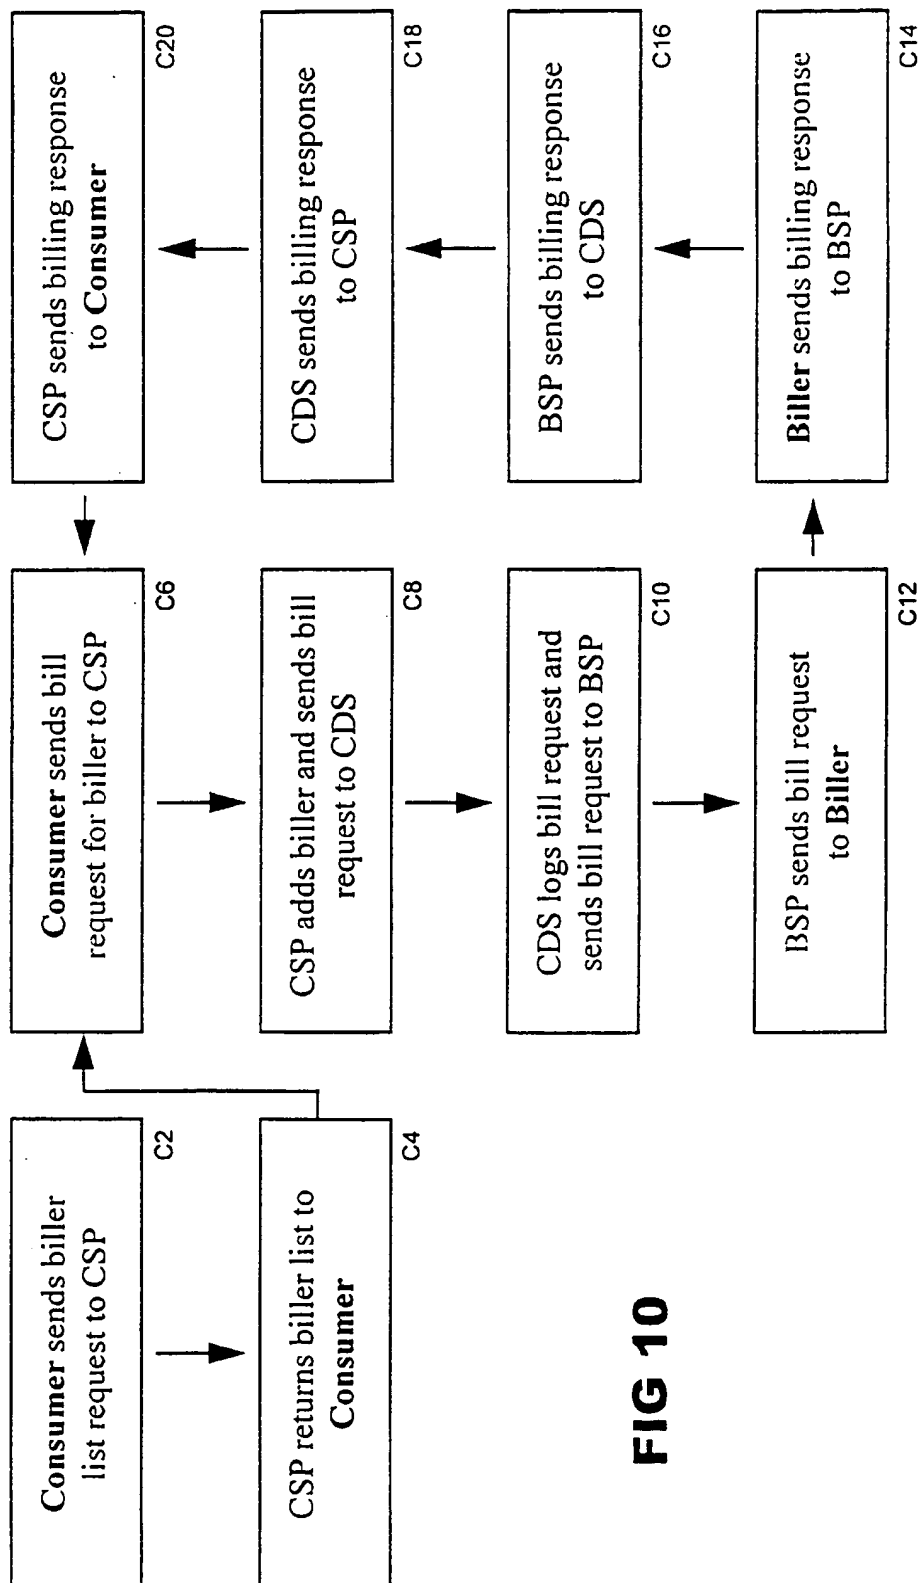 Consumer sends biller
list request to CSP
C2
CSP returns biller list to
Consumer
C4
Consumer sends bill
request for biller to CSP
C6
CSP adds biller and sends bill
request to CDS
C8
CDS logs bill request and
sends bill request to BSP
C10
BSP sends bill request
to Biller
C12
Biller sends billing response
to BSP
C14
BSP sends billing response
to CDS
C16
CDS sends billing response
to CSP
C18
CSP sends billing response
to Consumer
C20
FIG 10